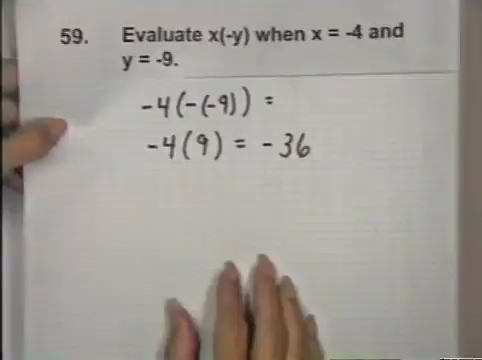 59. Evaluate x(-y) when x = -4 and
y = -9.
-4(-(-9)) =
-4(9) = -36